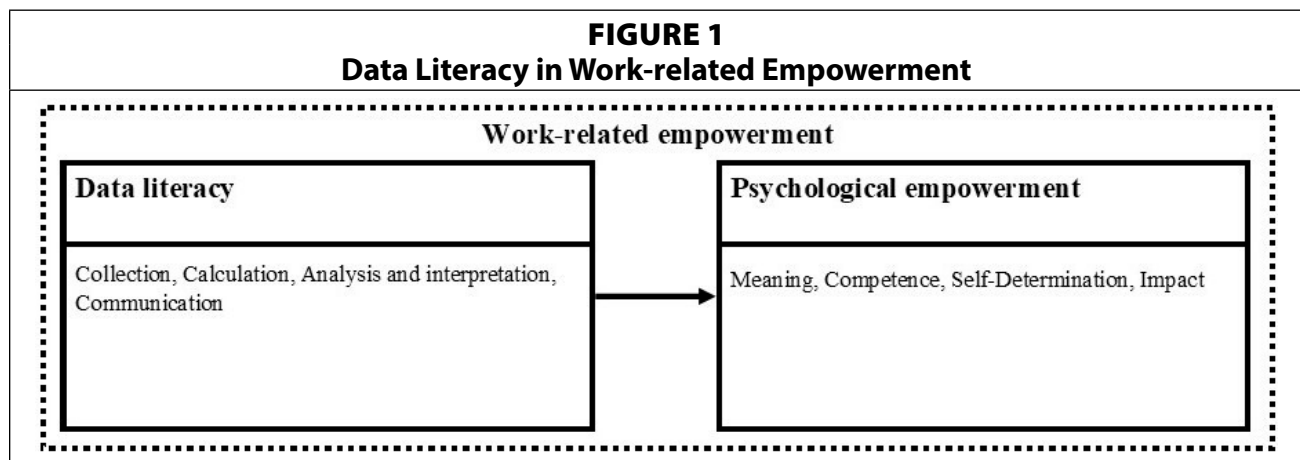 FIGURE 1
Data Literacy in Work-related Empowerment
Work-related empowerment
Data literacy
Collection, Calculation, Analysis and interpretation,
Communication
Psychological empowerment
Meaning, Competence, Self-Determination, Impact